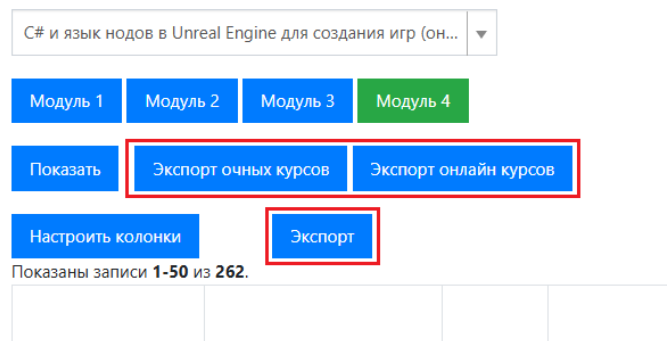 C# и язык нодов в Unreal Engine для создания игр (он...
Модуль 1 Модуль 2 Модуль 3 Модуль 4
Показать Экспорт очных курсов Экспорт онлайн курсов
Настроить колонки Экспорт
Показаны записи 1-50 из 262.